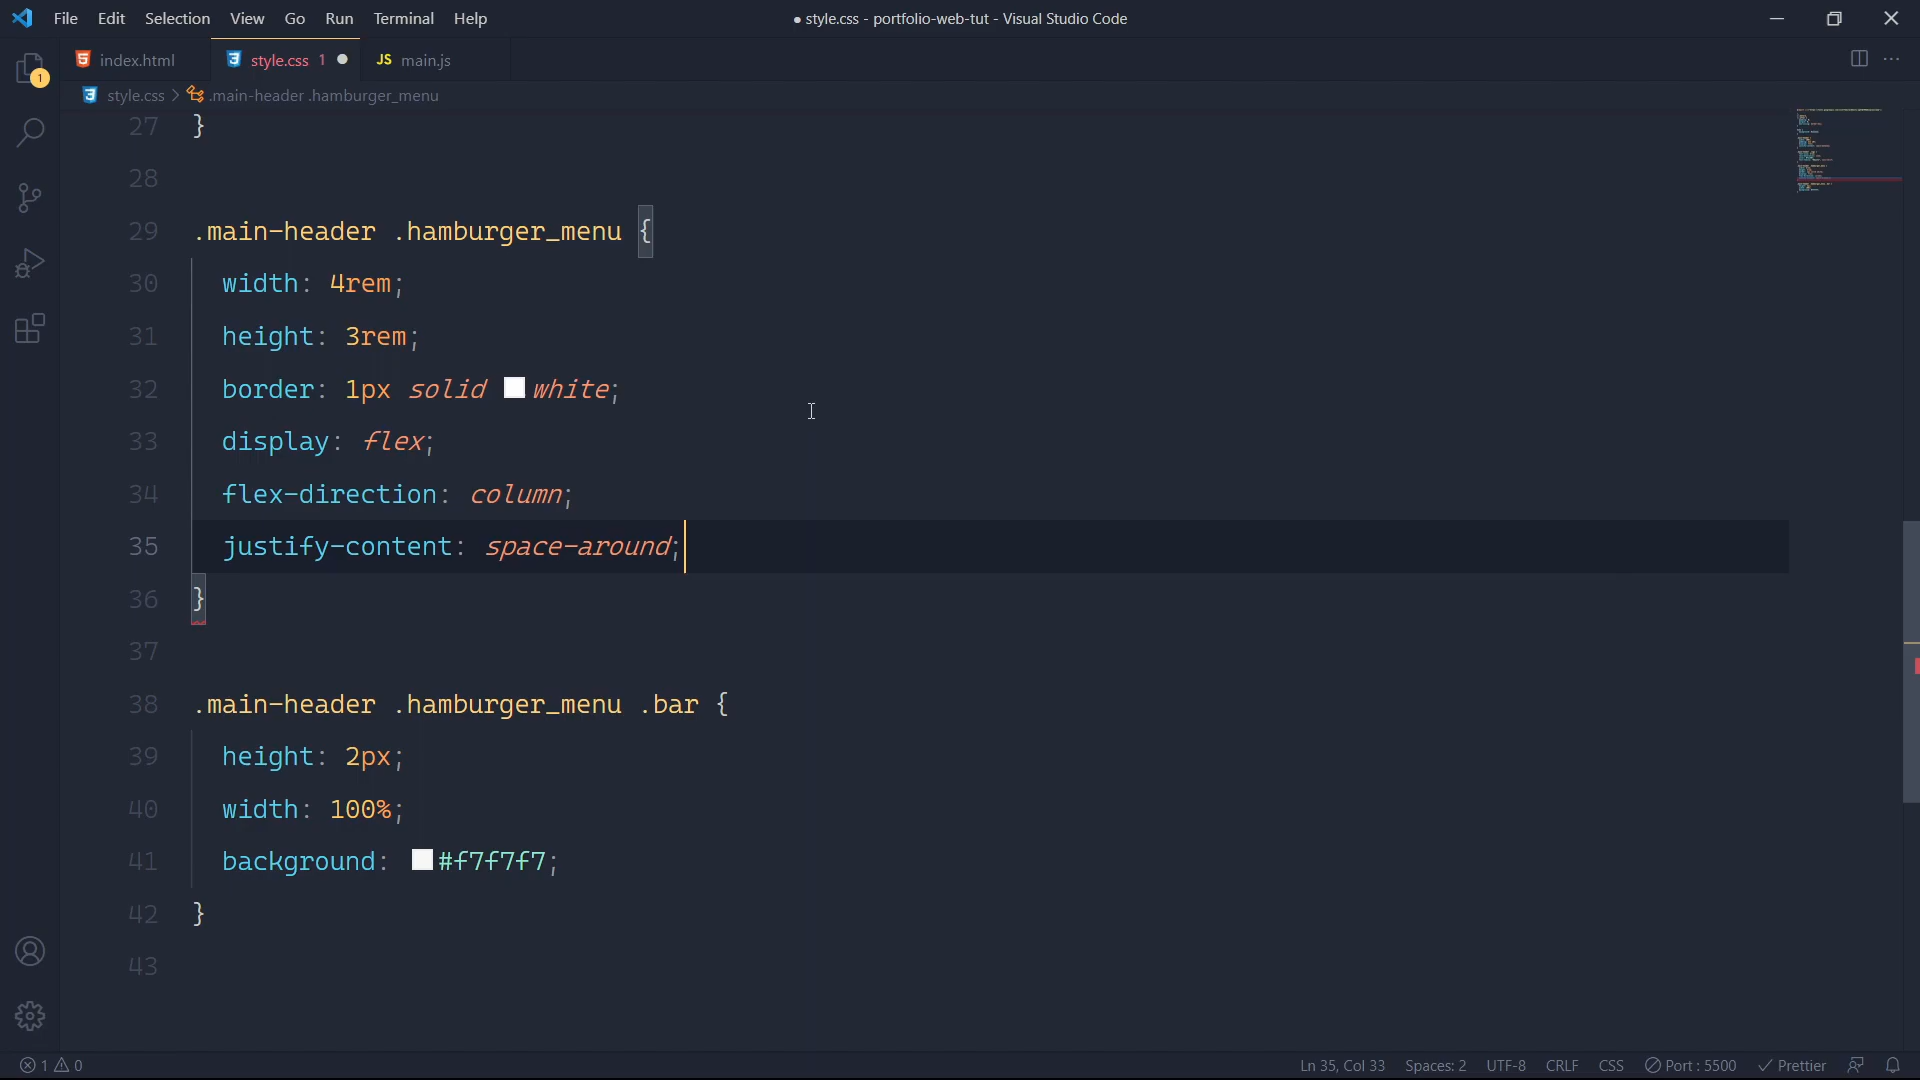 File Edit Selection View Go Run Terminal Help
● style.css - portfolio-web-tut - Visual Studio Code
index.html style.css 1 JS main.js
style.css > .main-header .hamburger_menu
1
27 }
28
29 .main-header .hamburger_menu {
30 width: 4rem;
31 height: 3rem;
32 border: 1px solid white;
33 display: flex;
34 flex-direction: column;
35 justify-content: space-around;
36 }
37
38 .main-header .hamburger_menu .bar {
39 height: 2px;
40 width: 100%;
41 background: #f7f7f7;
42 }
43
1 0 Ln 35, Col 33 Spaces: 2 UTF-8 CRLF CSS Port : 5500 Prettier